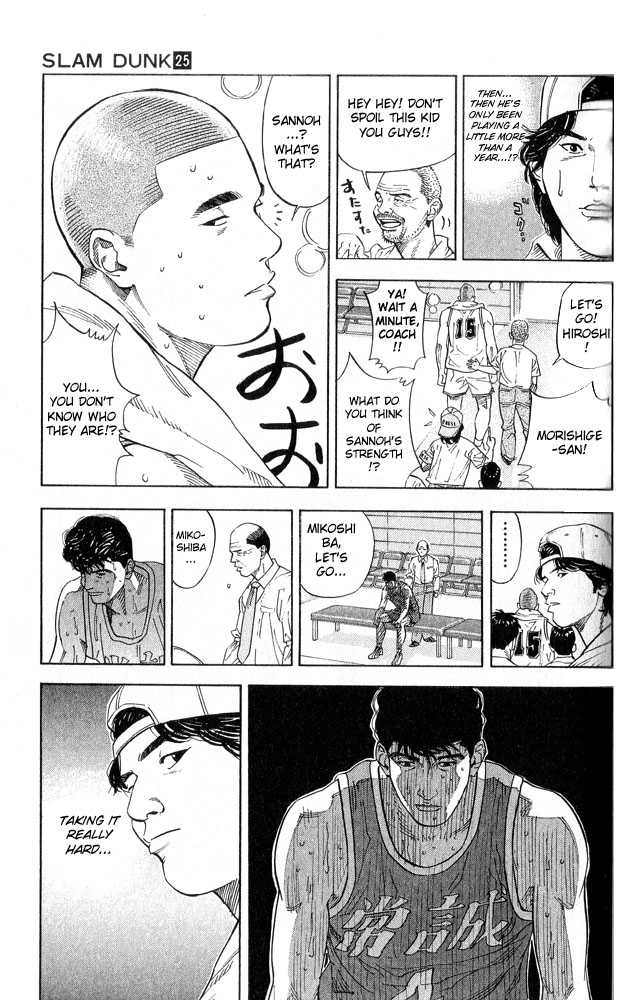 SLAM DUNK 25
THEN...
THEN HE'S
ONLY BEEN
PLAYING A
LITTLE MORE
THAN A
YEAR...!?
HEY HEY! DON'T
SPOIL THIS KID
YOU GUYS!!
すたすた
SANNOH
...?
WHAT'S
THAT?
おお
YOU...
YOU DON'T
KNOW WHO
THEY ARE!?
LET'S
GO!
HIROSHI
!
MORISHIGE
-SAN!
YA!
WAIT A
MINUTE,
COACH
!!
15
WHAT DO
YOU THINK
OF
SANNOH'S
STRENGTH
!?
......
15
MIKOSHI
BA,
LET'S
GO...
MIKO-
SHIBA
...
TAKING IT
REALLY
HARD...
常誠